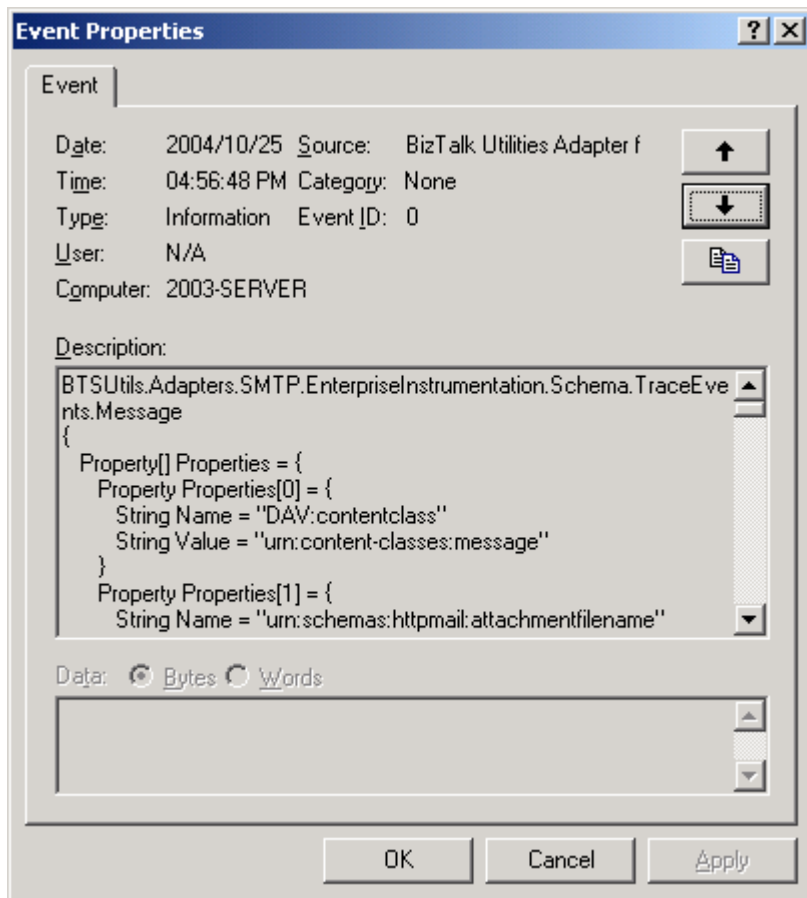 Event Properties
Event
Date: 2004/10/25 Source: BizTalk Utilities Adapter f
Time: 04:56:48 PM Category: None
Type: Information Event ID: 0
User: N/A
Computer: 2003-SERVER
Description:
BTSUtils.Adapters.SMTP.EnterpriseInstrumentation.Schema.TraceEve
nts.Message
{
Property[] Properties = {
Property Properties[0] = {
String Name = "DAV:contentclass"
String Value = "urn:content-classes:message"
}
Property Properties[1] = {
String Name = "urn:schemas:httpmail:attachmentfilename"
Data: Bytes Words
OK Cancel Apply